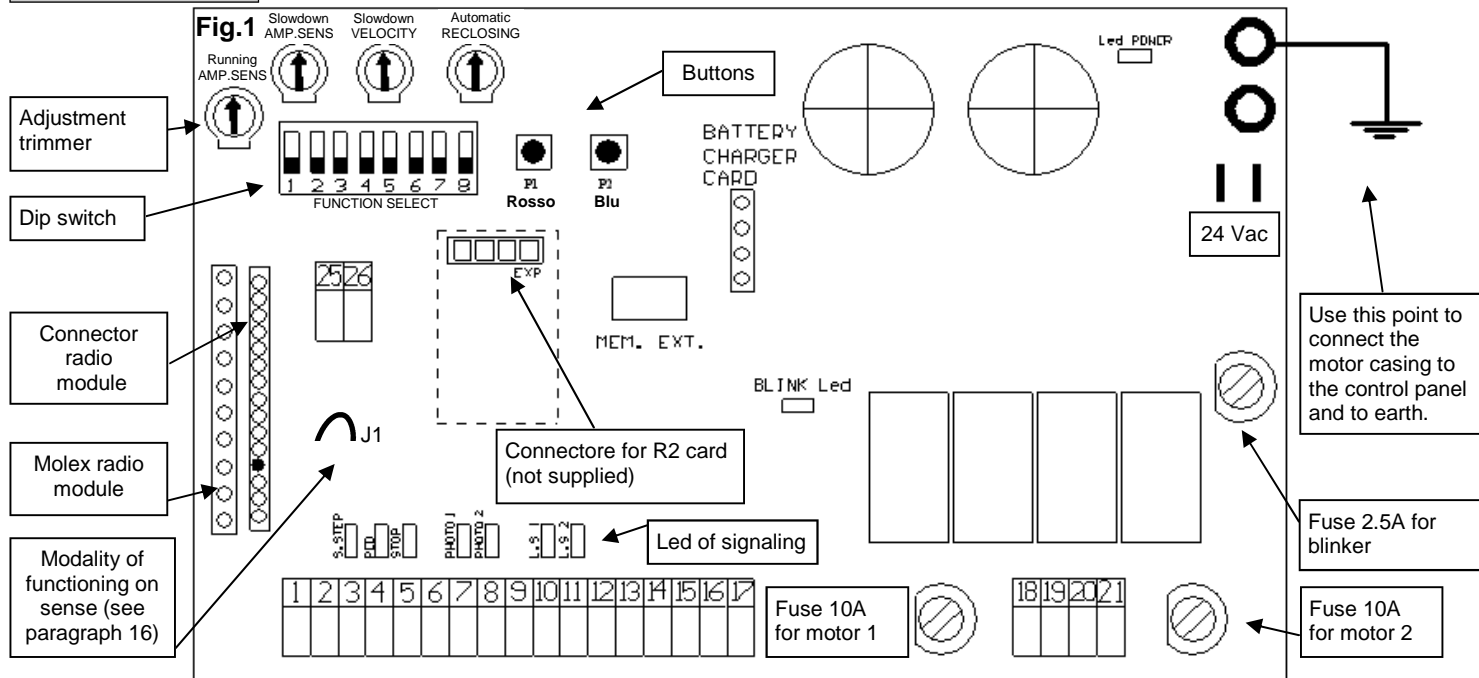 Fig.1
Slowdown
AMP.SENS
Slowdown
VELOCITY
Automatic
RECLOSING
Running
AMP.SENS
Led POWER
Buttons
Adjustment
trimmer
BATTERY
CHARGER
CARD
1 2 3 4 5 6 7 8
FUNCTION SELECT
P1
Rosso
P2
Blu
Dip switch
24 Vac
25 26
EXP
MEM. EXT.
Connector
radio
module
Use this point to
connect the
motor casing to
the control panel
and to earth.
BLINK Led
J1
Connectore for R2 card
(not supplied)
Molex radio
module
Fuse 2.5A for
blinker
S.STEP
PED
STOP
PHOTO 1
PHOTO 2
L.S 1
L.S 2
Led of signaling
Modality of
functioning on
sense (see
paragraph 16)
1 2 3 4 5 6 7 8 9 10 11 12 13 14 15 16 17
Fuse 10A
for motor 1
18 19 20 21
Fuse 10A
for motor 2